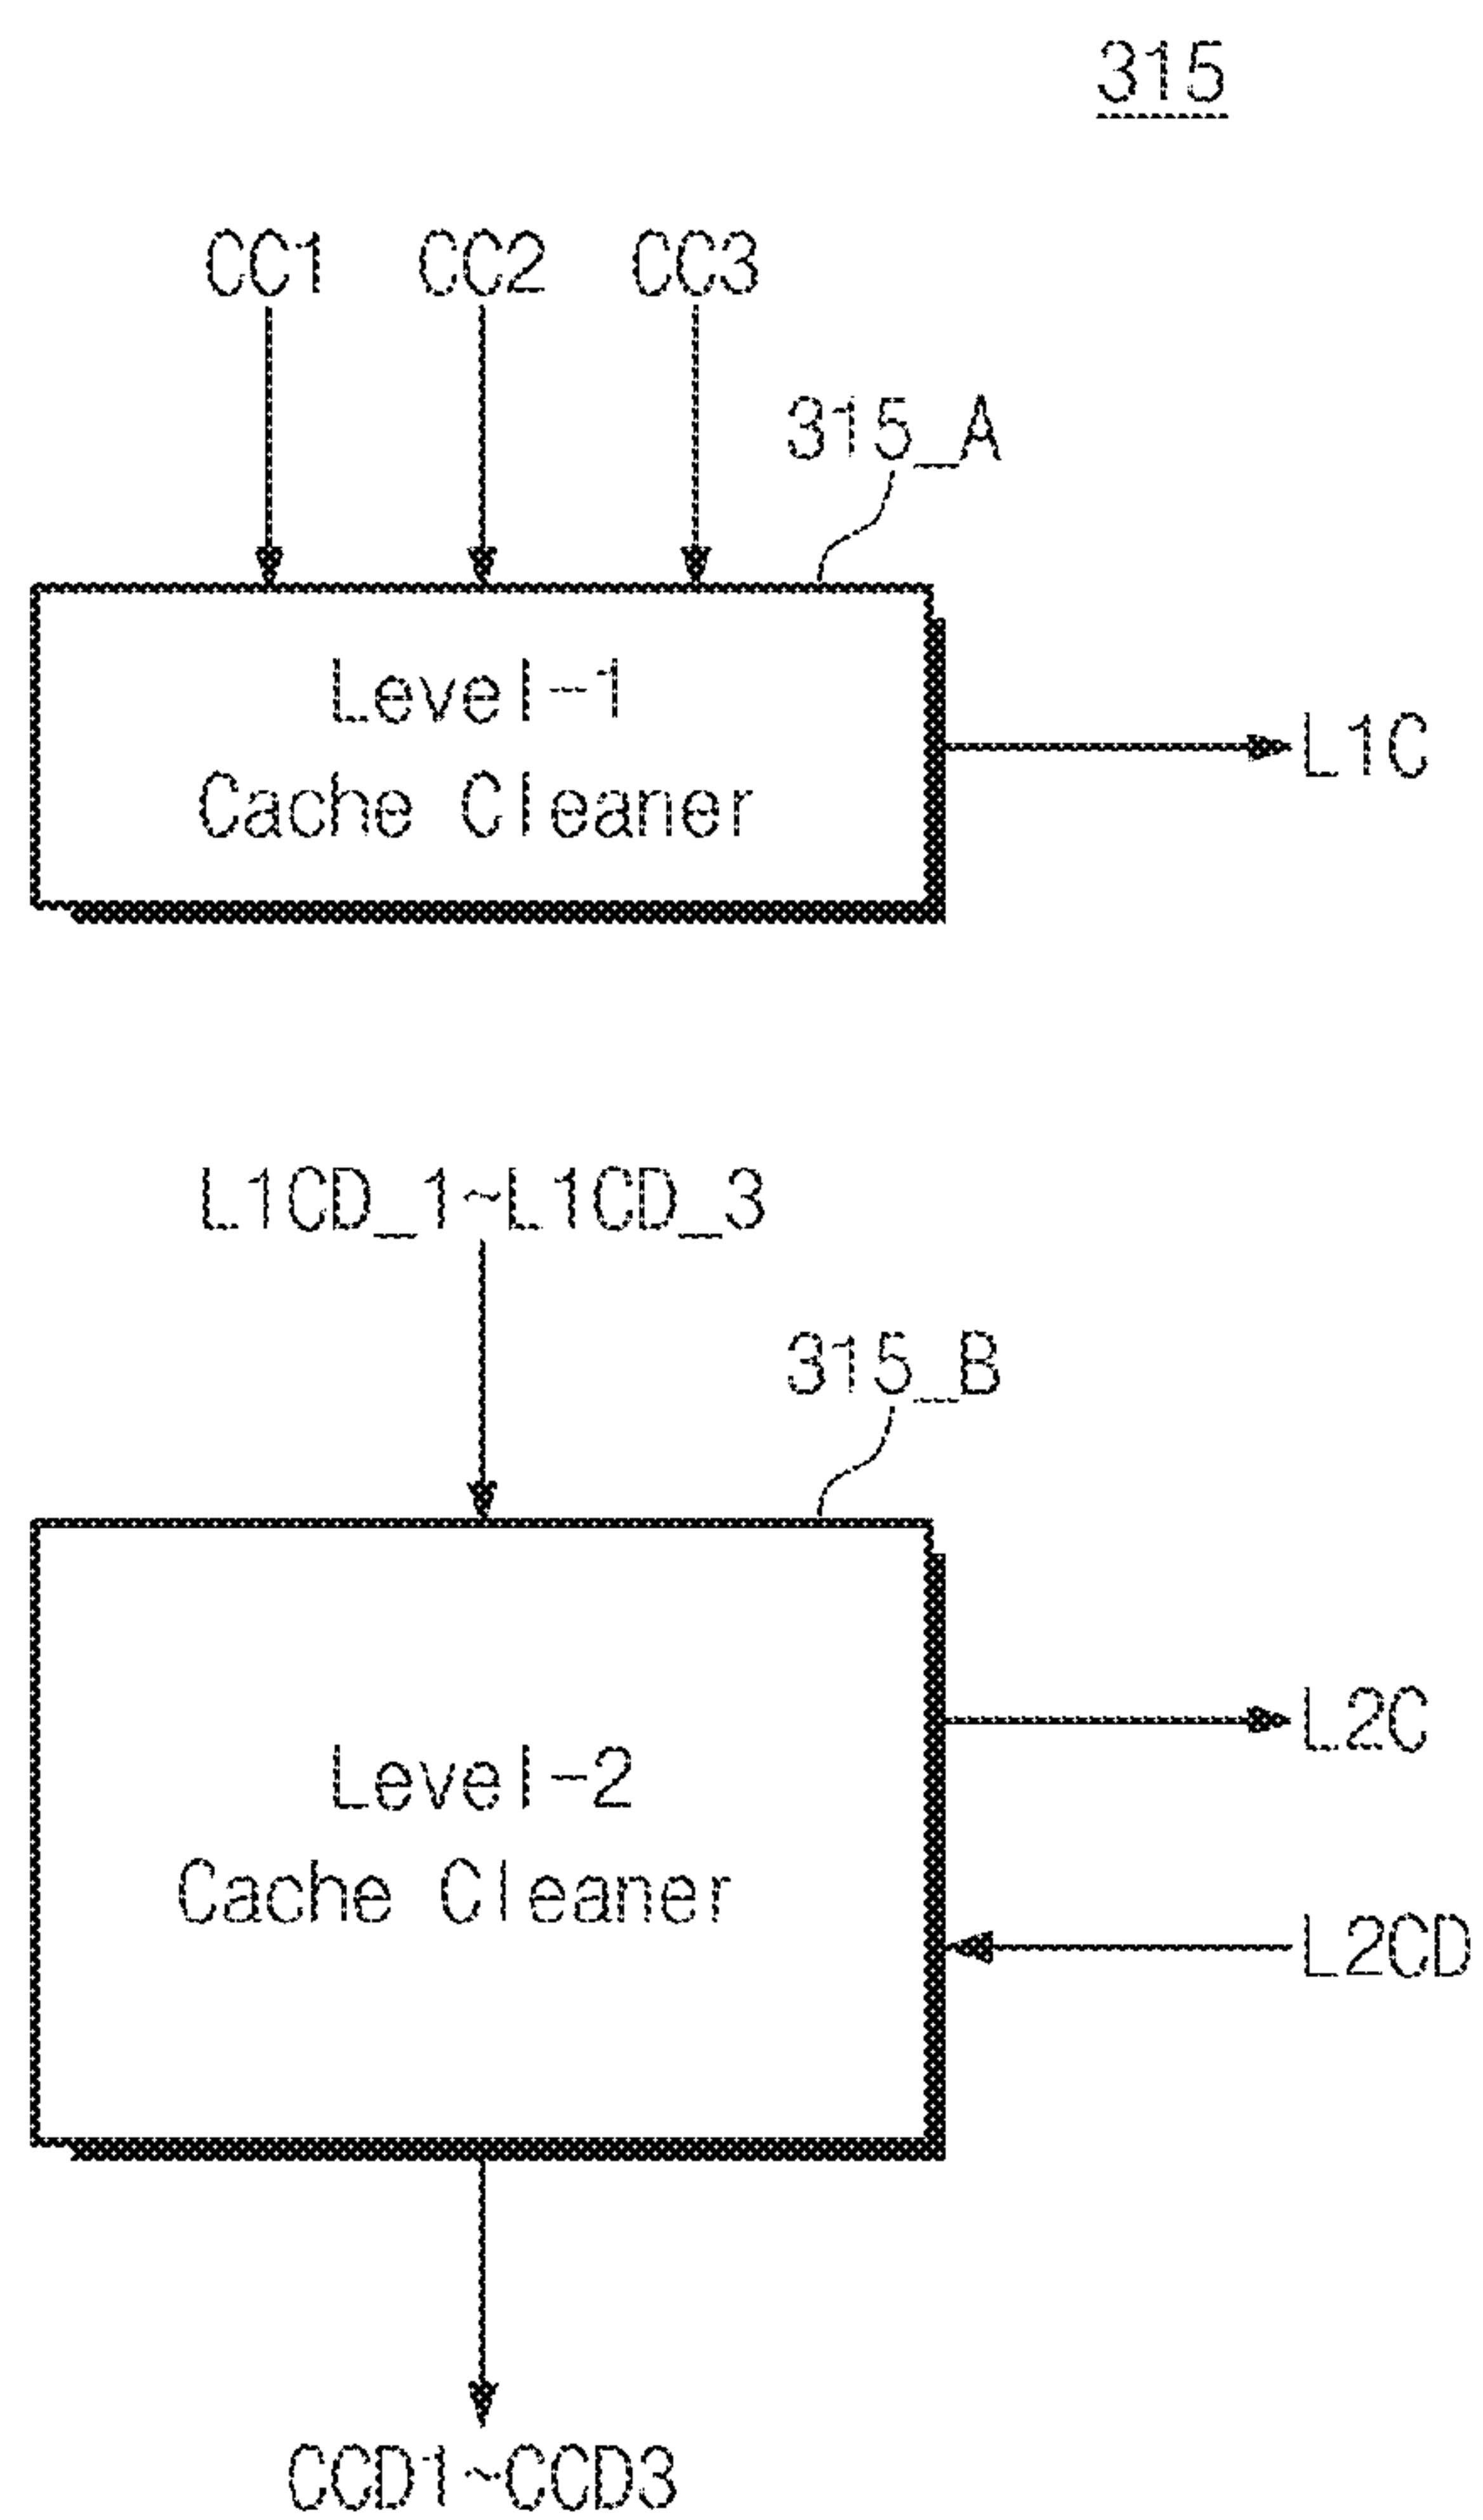 315
CC1 CC2 CC3
315_A
Level-1
Cache Cleaner
L1C
L1CD_1~L1CD_3
315_B
L2C
Level-2
Cache Cleaner
L2CD
CCD1~CCD3